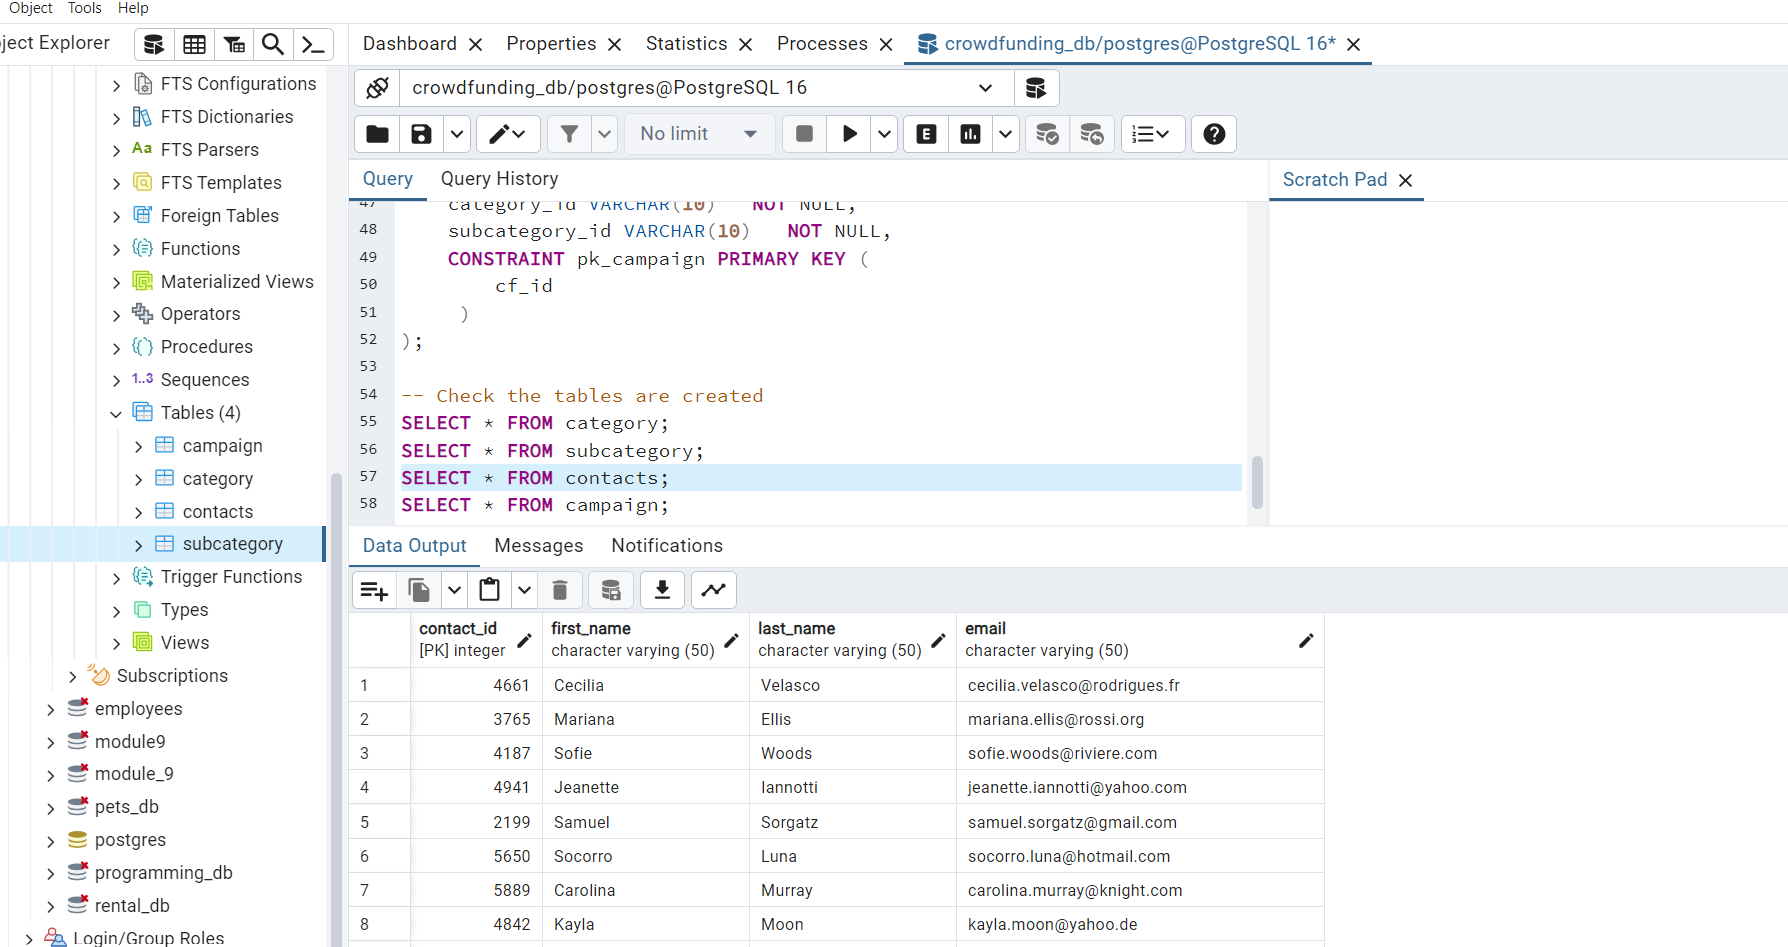 Object Tools Help
ject Explorer
Dashboard Properties Statistics Processes crowdfunding_db/postgres@PostgreSQL 16*
crowdfunding_db/postgres@PostgreSQL 16
No limit E
Query Query History Scratch Pad
FTS Configurations
FTS Dictionaries
Aa FTS Parsers
FTS Templates
Foreign Tables
Functions
Materialized Views
Operators
Procedures
1..3 Sequences
Tables (4)
campaign
category
contacts
subcategory
Trigger Functions
Types
Views
Subscriptions
employees
module9
module_9
pets_db
postgres
programming_db
rental_db
Login/Group Roles
47 category_id VARCHAR(10) NOT NULL,
48 subcategory_id VARCHAR(10) NOT NULL,
49 CONSTRAINT pk_campaign PRIMARY KEY (
50 cf_id
51 )
52 );
53
54 -- Check the tables are created
55 SELECT * FROM category;
56 SELECT * FROM subcategory;
57 SELECT * FROM contacts;
58 SELECT * FROM campaign;
Data Output Messages Notifications
contact_id first_name last_name email
[PK] integer character varying (50) character varying (50) character varying (50)
1 4661 Cecilia Velasco cecilia.velasco@rodrigues.fr
2 3765 Mariana Ellis mariana.ellis@rossi.org
3 4187 Sofie Woods sofie.woods@riviere.com
4 4941 Jeanette Iannotti jeanette.iannotti@yahoo.com
5 2199 Samuel Sorgatz samuel.sorgatz@gmail.com
6 5650 Socorro Luna socorro.luna@hotmail.com
7 5889 Carolina Murray carolina.murray@knight.com
8 4842 Kayla Moon kayla.moon@yahoo.de